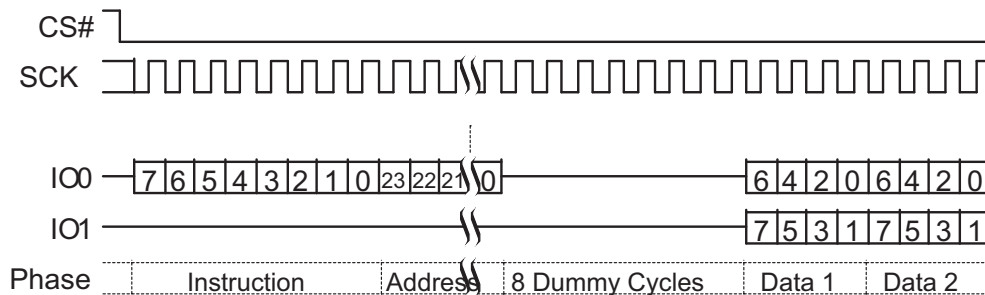 CS#
SCK
IO0 7 6 5 4 3 2 1 0 23 22 21 0 6 4 2 0 6 4 2 0
IO1 7 5 3 1 7 5 3 1
Phase Instruction Address 8 Dummy Cycles Data 1 Data 2